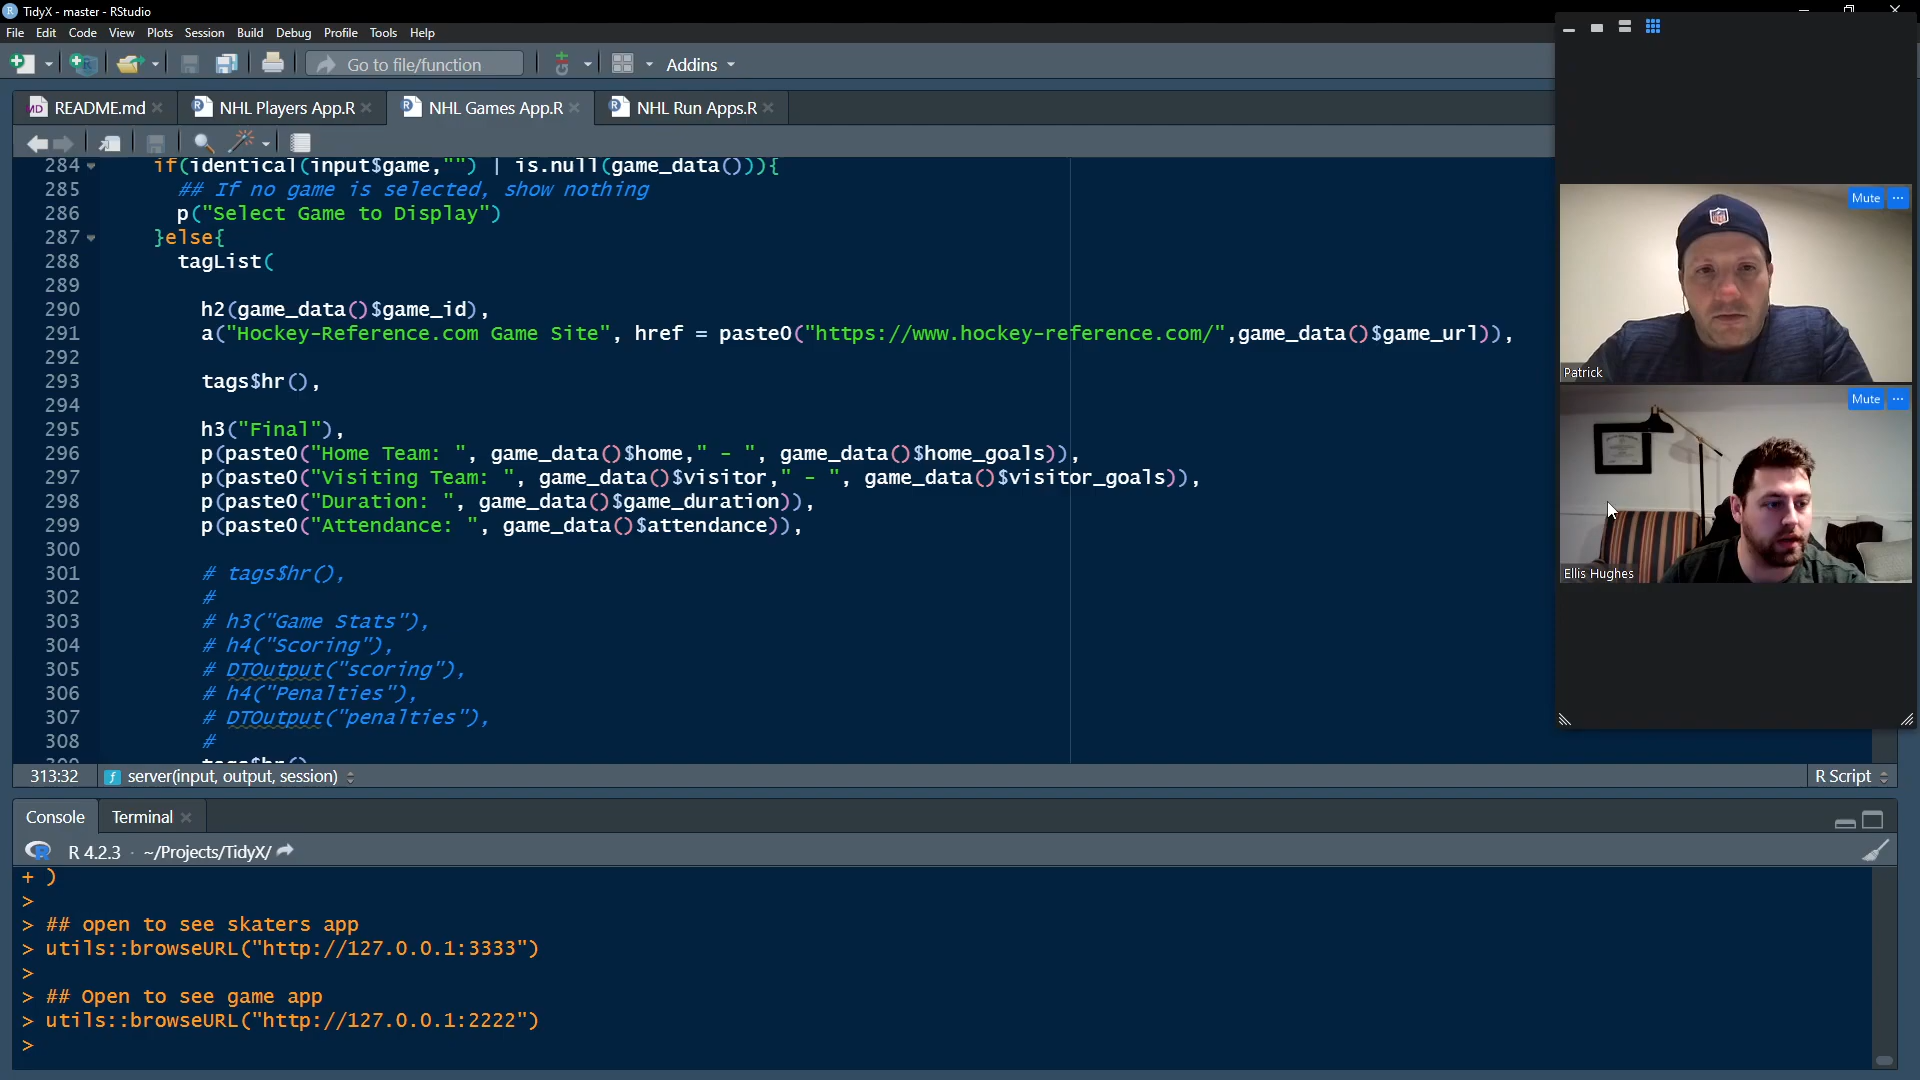 TidyX - master - RStudio
File Edit Code View Plots Session Build Debug Profile Tools Help
Go to file/function Addins
README.md NHL Players App.R NHL Games App.R NHL Run Apps.R
284 if(identical(input$game,"") | is.null(game_data())){
285 ## If no game is selected, show nothing
286 p("Select Game to Display")
287 }else{
288 tagList(
289
290 h2(game_data()$game_id),
291 a("Hockey-Reference.com Game Site", href = paste0("https://www.hockey-reference.com/",game_data()$game_url)),
292
293 tags$hr(),
294
295 h3("Final"),
296 p(paste0("Home Team: ", game_data()$home," - ", game_data()$home_goals)),
297 p(paste0("Visiting Team: ", game_data()$visitor," - ", game_data()$visitor_goals)),
298 p(paste0("Duration: ", game_data()$game_duration)),
299 p(paste0("Attendance: ", game_data()$attendance)),
300
301 # tags$hr(),
302 #
303 # h3("Game Stats"),
304 # h4("Scoring"),
305 # DTOutput("scoring"),
306 # h4("Penalties"),
307 # DTOutput("penalties"),
308 #
309 tags$hr()
313:32 server(input, output, session) R Script
Mute
Patrick
Mute
Ellis Hughes
Console Terminal
R 4.2.3 · ~/Projects/TidyX/
+ )
>
> ## open to see skaters app
> utils::browseURL("http://127.0.0.1:3333")
>
> ## Open to see game app
> utils::browseURL("http://127.0.0.1:2222")
>